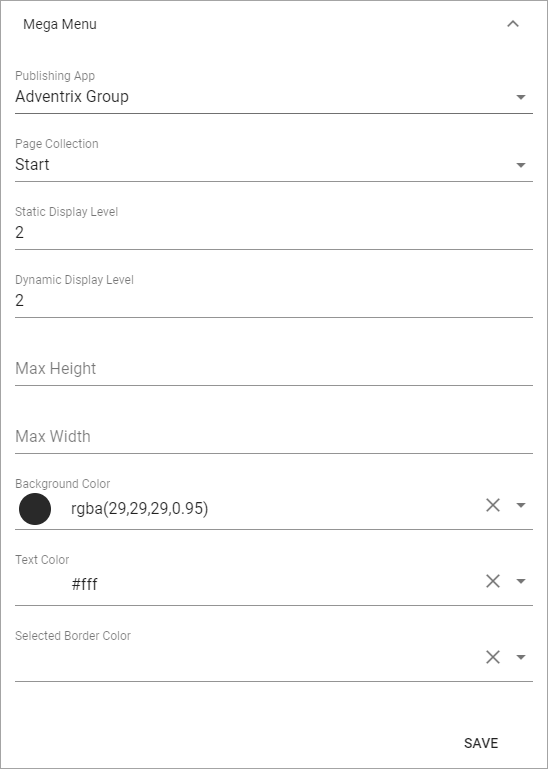 Mega Menu
Publishing App
Adventrix Group
Page Collection
Start
Static Display Level
2
Dynamic Display Level
2
Max Height
Max Width
Background Color
rgba(29,29,29,0.95)
Text Color
#fff
Selected Border Color
SAVE